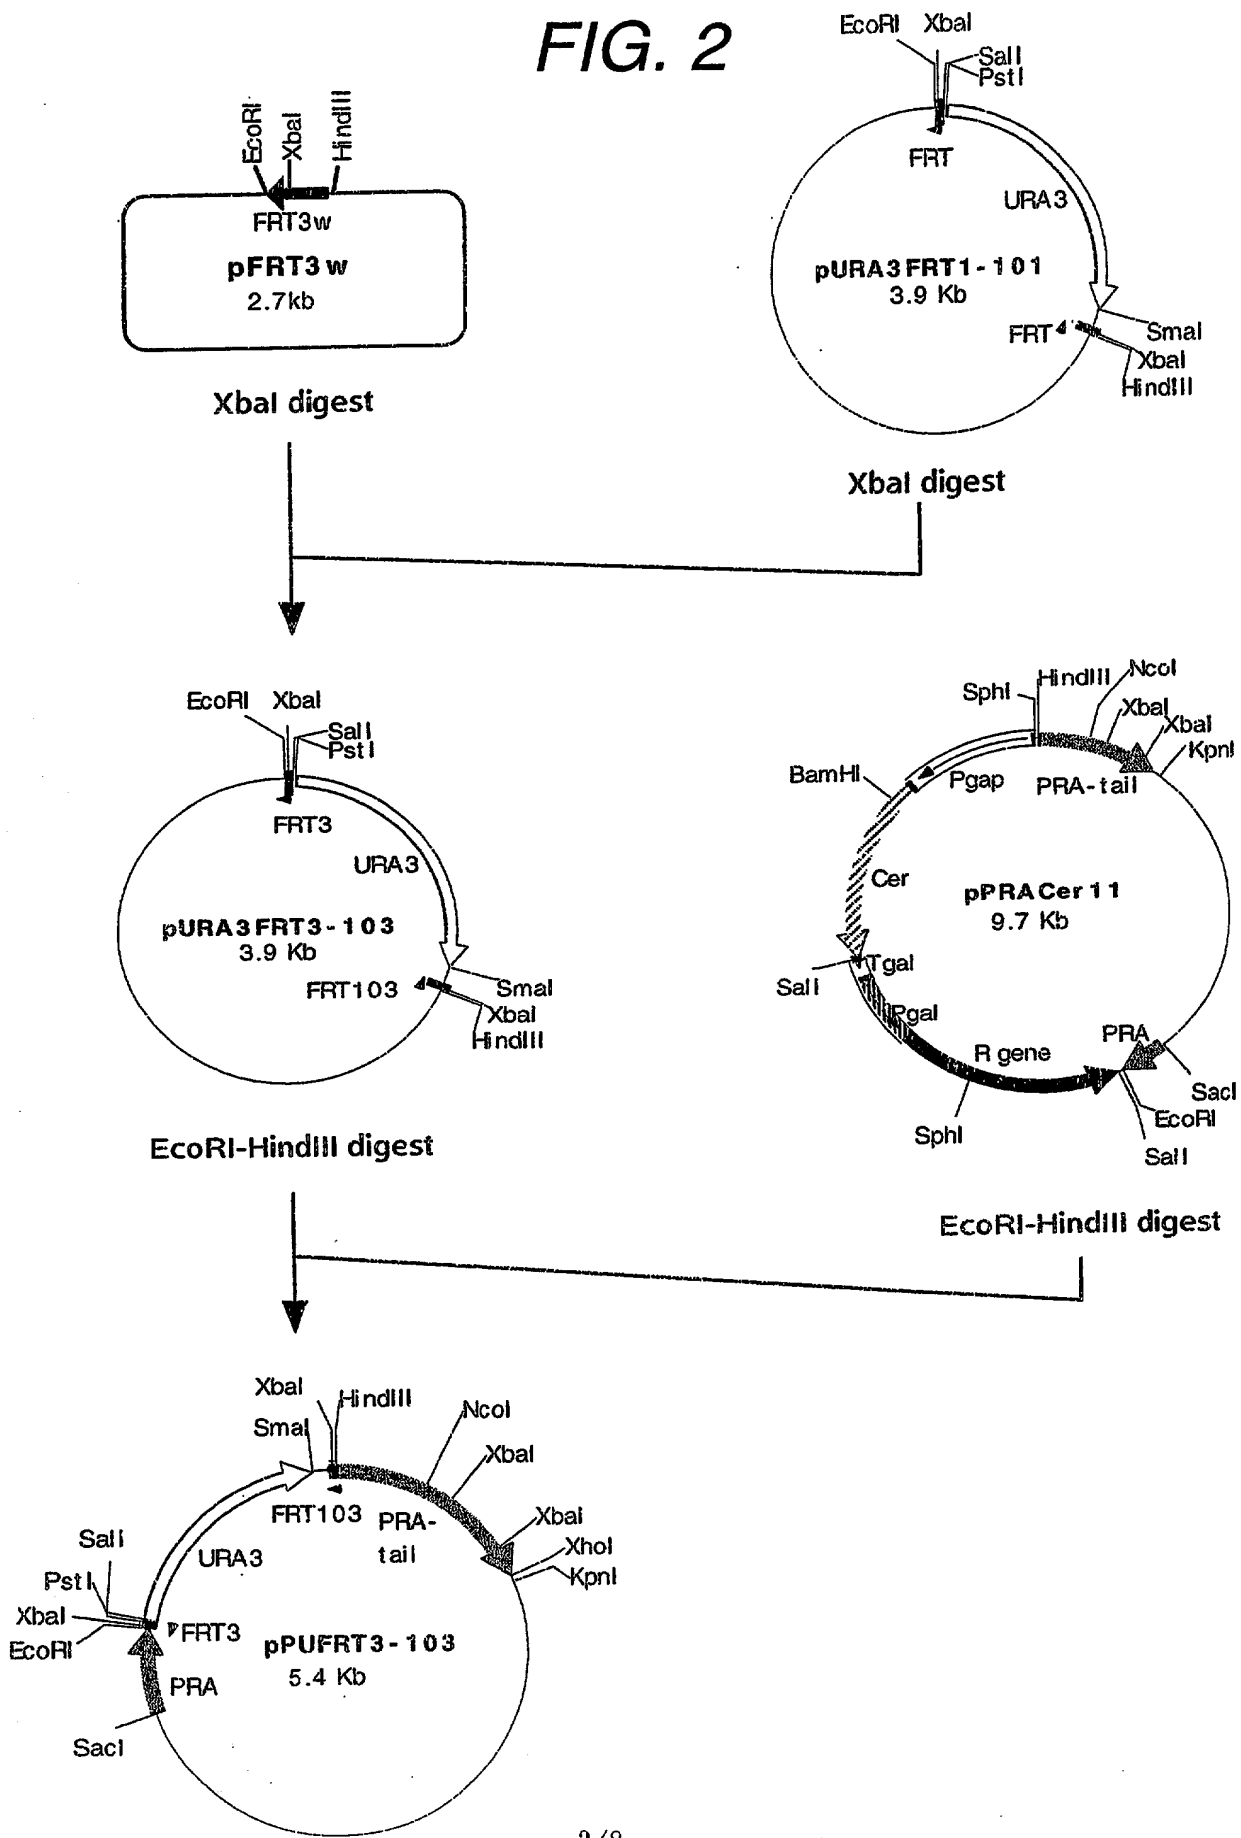 FIG. 2
EcoRI
XbaI
HindIII
FRT3w
pFRT3w
2.7kb
XbaI digest
EcoRI
XbaI
SalI
PstI
FRT
URA3
pURA3FRT1-101
3.9 Kb
FRT
SmaI
XbaI
HindIII
XbaI digest
EcoRI
XbaI
SalI
PstI
FRT3
URA3
pURA3FRT3-103
3.9 Kb
FRT103
SmaI
XbaI
HindIII
EcoRI-HindIII digest
SphI
HindIII
NcoI
XbaI
XbaI
KpnI
BamHI
Pgap
PRA-tail
Cer
pPRACer11
9.7 Kb
SalI
Tgal
Pgal
R gene
PRA
SacI
EcoRI
SalI
SphI
EcoRI-HindIII digest
XbaI
HindIII
SmaI
NcoI
XbaI
FRT103
PRA-
tail
XbaI
XhoI
KpnI
SalI
URA3
PstI
XbaI
EcoRI
FRT3
pPUFRT3-103
5.4 Kb
PRA
SacI